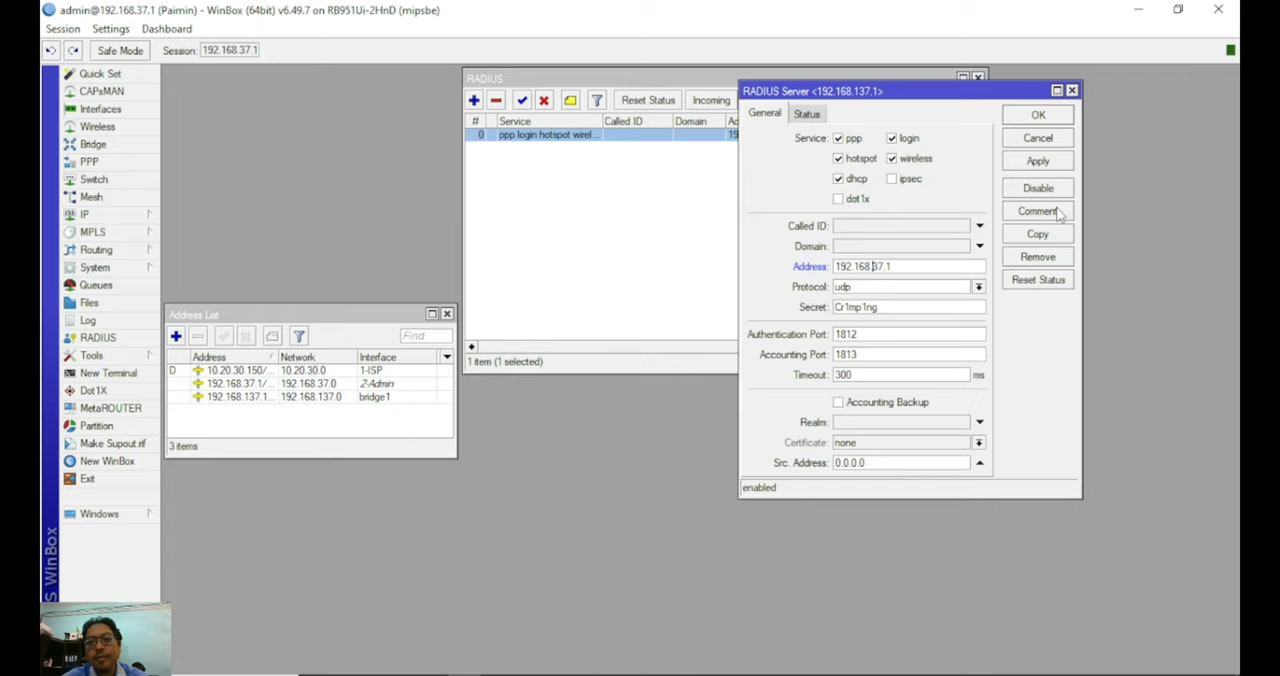 admin@192.168.37.1 (Paimin) - WinBox (64bit) v6.49.7 on RB951Ui-2HnD (mipsbe)
Session Settings Dashboard
Safe Mode Session: 192.168.37.1
Quick Set
CAPsMAN
Interfaces
Wireless
Bridge
PPP
Switch
Mesh
IP
MPLS
Routing
System
Queues
Files
Log
RADIUS
Tools
New Terminal
Dot1X
MetaROUTER
Partition
Make Supout.rif
New WinBox
Exit
Windows
S WinBox
Address List
Find
Address Network Interface
D 10.20.30.150/... 10.20.30.0 1-ISP
192.168.37.1/... 192.168.37.0 2-Admin
192.168.137.1... 192.168.137.0 bridge1
3 items
RADIUS
Reset Status Incoming
# Service Called ID Domain Ad
0 ppp login hotspot wirel... 19
1 item (1 selected)
RADIUS Server <192.168.137.1>
General Status
Service: ppp login
hotspot wireless
dhcp ipsec
dot1x
Called ID:
Domain:
Address: 192.168.37.1
Protocol: udp
Secret: Cr1mp1ng
Authentication Port: 1812
Accounting Port: 1813
Timeout: 300 ms
Accounting Backup
Realm:
Certificate: none
Src. Address: 0.0.0.0
enabled
OK
Cancel
Apply
Disable
Comment
Copy
Remove
Reset Status